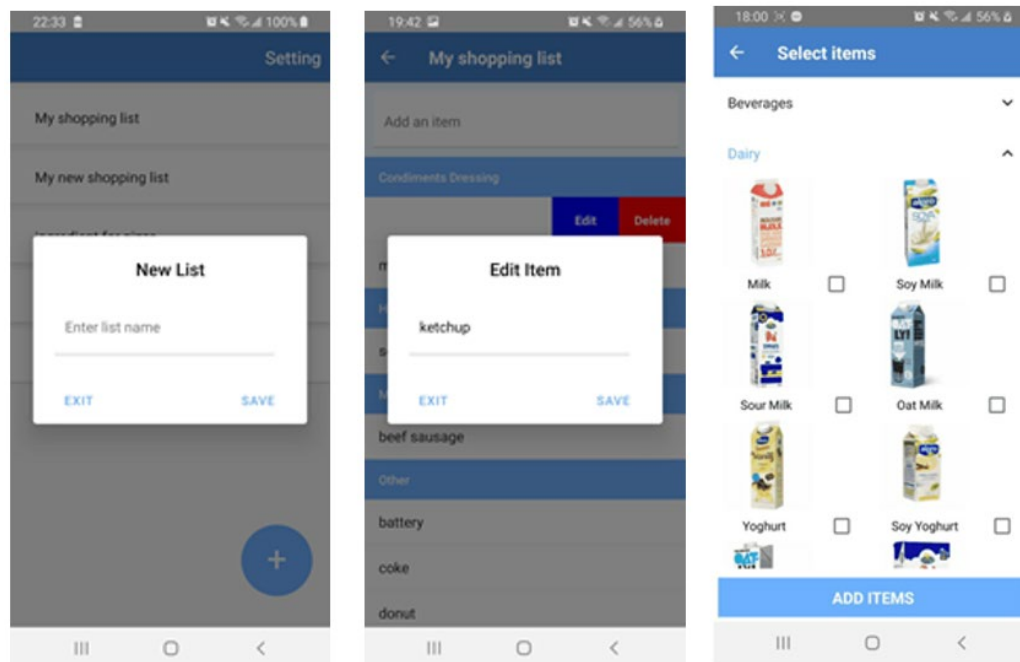 22:33
100%
Setting
My shopping list
My new shopping list
New List
Enter list name
EXIT
SAVE
19:42
56%
My shopping list
Add an item
Condiments Dressing
Edit
Delete
Edit Item
ketchup
EXIT
SAVE
beef sausage
Other
battery
coke
donut
18:00
56%
Select items
Beverages
Dairy
Milk
Soy Milk
Sour Milk
Oat Milk
Yoghurt
Soy Yoghurt
ADD ITEMS